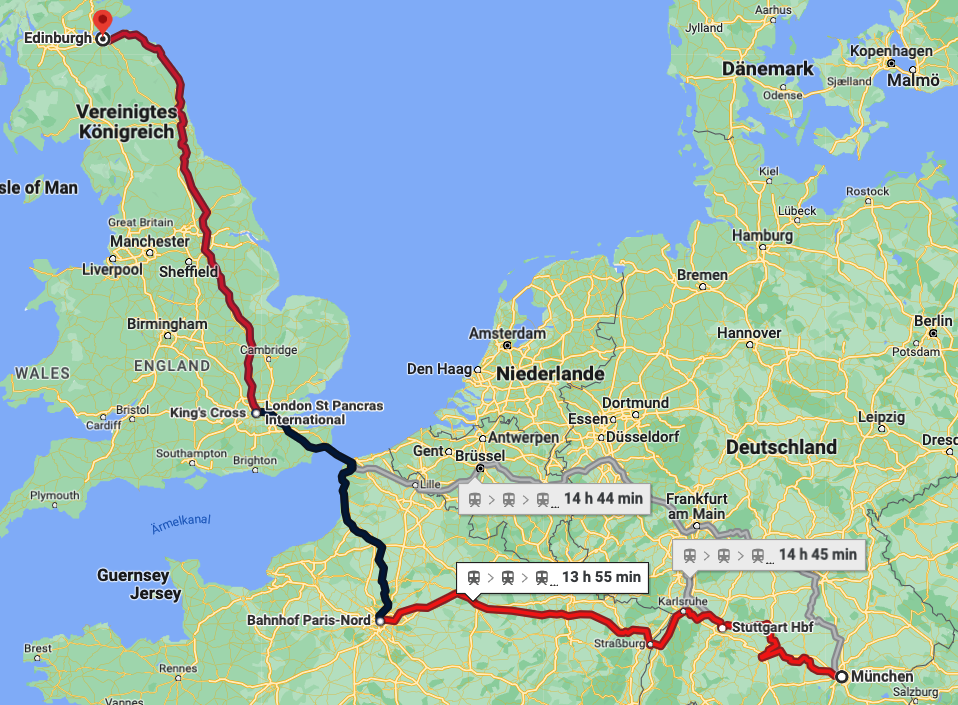 Aarhus
Jylland
Edinburgh
Kopenhagen
Dänemark
Malmö
Sjælland
Odense
Vereinigtes
Königreich
Kiel
sle of Man
Rostock
Lübeck
Great Britain
Hamburg
Manchester
Liverpool
Sheffield
Bremen
Birmingham
Berlin
Amsterdam
Hannover
Cambridge
Potsdam
ENGLAND
Den Haag
Niederlande
WALES
Dortmund
London St Pancras
International
King's Cross
Bristol
Essen
Leipzig
Cardiff
Antwerpen
Düsseldorf
Dresd
Deutschland
Gent
Brüssel
Southampton
Brighton
Lille
Plymouth
14 h 44 min
Frankfurt
am Main
Ärmelkanal
14 h 45 min
Guernsey
Jersey
13 h 55 min
Karlsruhe
Bahnhof Paris-Nord
Stuttgart Hbf
Straßburg
Brest
Rennes
München
Salzburg
Vannes